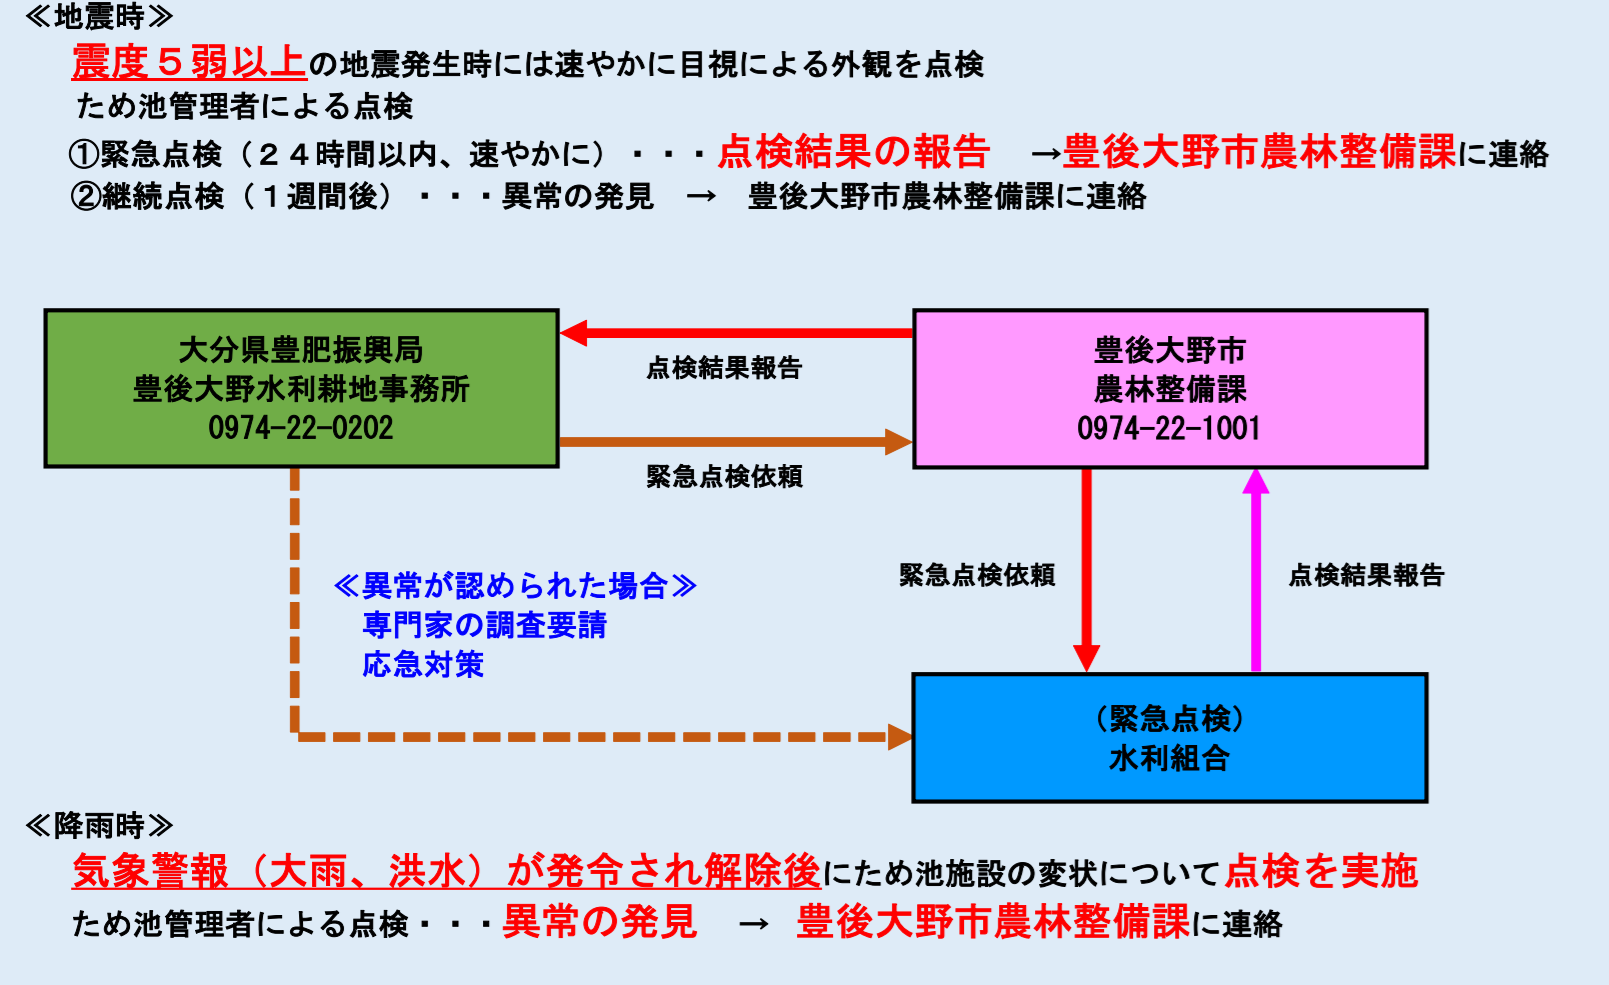 ≪地震時≫
震度５弱以上の地震発生時には速やかに目視による外観を点検
ため池管理者による点検
①緊急点検（２４時間以内、速やかに）・・・点検結果の報告　→豊後大野市農林整備課に連絡
②継続点検（１週間後）・・・異常の発見　→　豊後大野市農林整備課に連絡
大分県豊肥振興局
豊後大野水利耕地事務所
0974-22-0202
点検結果報告
緊急点検依頼
豊後大野市
農林整備課
0974-22-1001
≪異常が認められた場合≫
専門家の調査要請
応急対策
緊急点検依頼
点検結果報告
（緊急点検）
水利組合
≪降雨時≫
気象警報（大雨、洪水）が発令され解除後にため池施設の変状について点検を実施
ため池管理者による点検・・・異常の発見　→　豊後大野市農林整備課に連絡